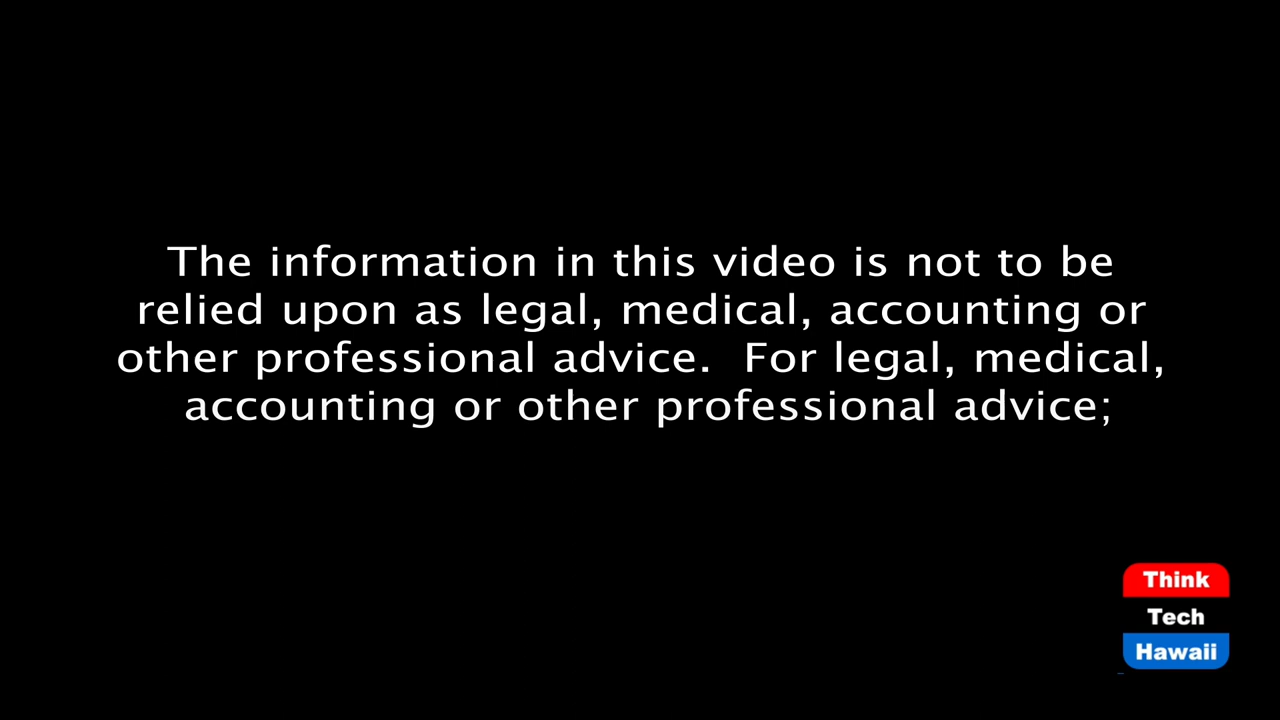 The information in this video is not to be
relied upon as legal, medical, accounting or
other professional advice.  For legal, medical,
accounting or other professional advice;
Think
Tech
Hawaii